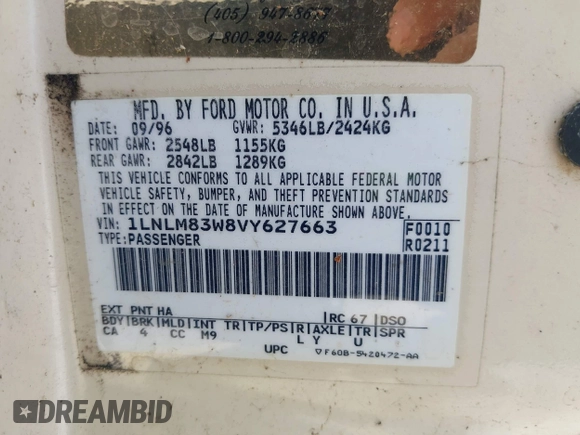 (405) 947-8677
1-800-294-2886
MFD. BY FORD MOTOR CO. IN U.S.A.
DATE: 09/96 GVWR: 5346LB/2424KG
FRONT GAWR: 2548LB 1155KG
REAR GAWR: 2842LB 1289KG
THIS VEHICLE CONFORMS TO ALL APPLICABLE FEDERAL MOTOR
VEHICLE SAFETY, BUMPER, AND THEFT PREVENTION STANDARDS
IN EFFECT ON THE DATE OF MANUFACTURE SHOWN ABOVE.
VIN: 1LNLM83W8VY627663 F0010
TYPE: PASSENGER R0211
EXT PNT HA RC 67 DSO
BDY BRK MLD INT TR TP/PS R AXLE TR SPR
CA 4 CC M9 L Y U
UPC ▽F60B-5420472-AA
DREAMBID